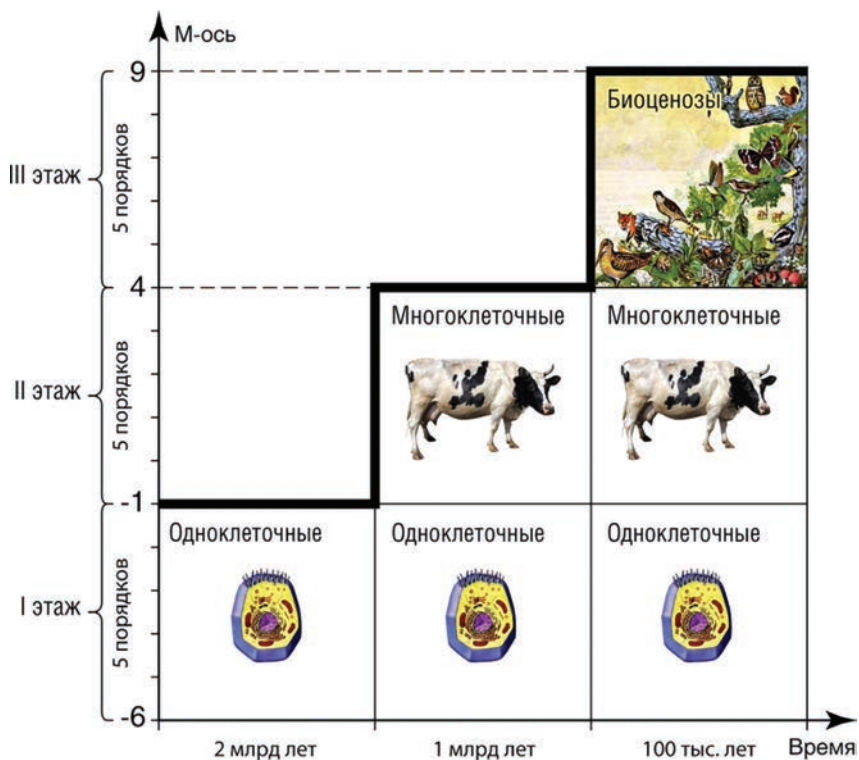 М-ось
9
III этаж
5 порядков
Биоценозы
4
II этаж
5 порядков
Многоклеточные
Многоклеточные
-1
I этаж
5 порядков
Одноклеточные
Одноклеточные
Одноклеточные
-6
2 млрд лет
1 млрд лет
100 тыс. лет
Время